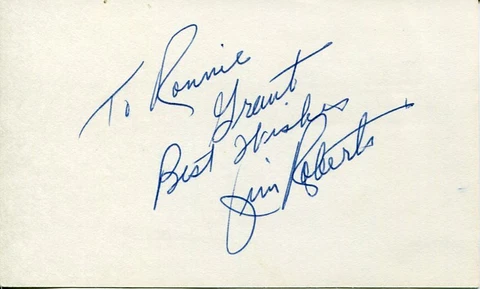 To Ronnie
Grant
Best Wishes
Jim Roberts